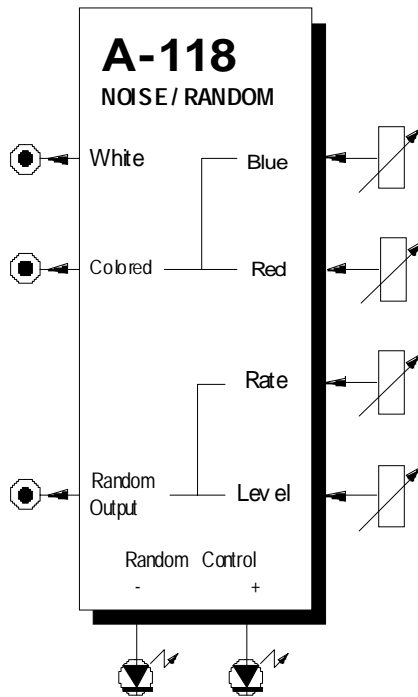 A-118
NOISE / RANDOM
White
Blue
Colored
Red
Rate
Random
Output
Level
Random Control
- +